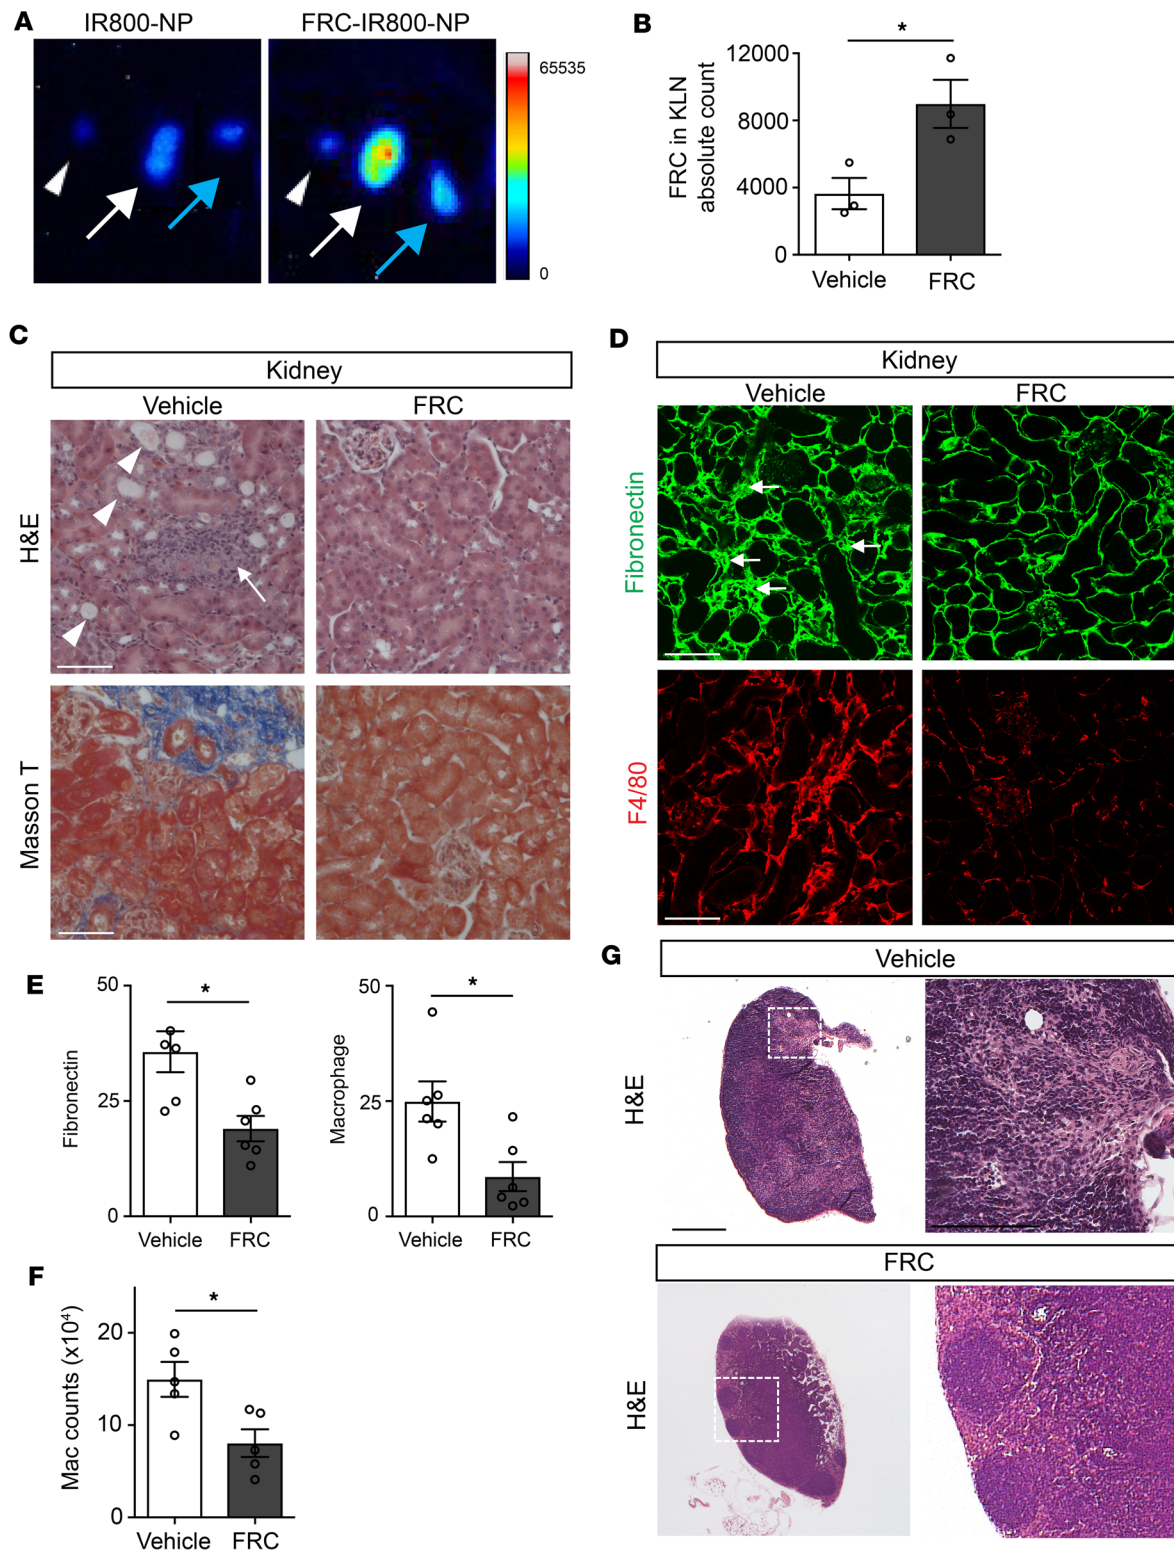 A
IR800-NP
FRC-IR800-NP
65535
0
B
*
FRC in KLN
absolute count
12000
8000
4000
0
Vehicle
FRC
C
Kidney
Vehicle
FRC
H&E
Masson T
D
Kidney
Vehicle
FRC
Fibronectin
F4/80
E
*
Fibronectin
50
25
0
Vehicle
FRC
*
Macrophage
50
25
0
Vehicle
FRC
F
*
Mac counts (x10⁴)
20
10
0
Vehicle
FRC
G
Vehicle
H&E
FRC
H&E